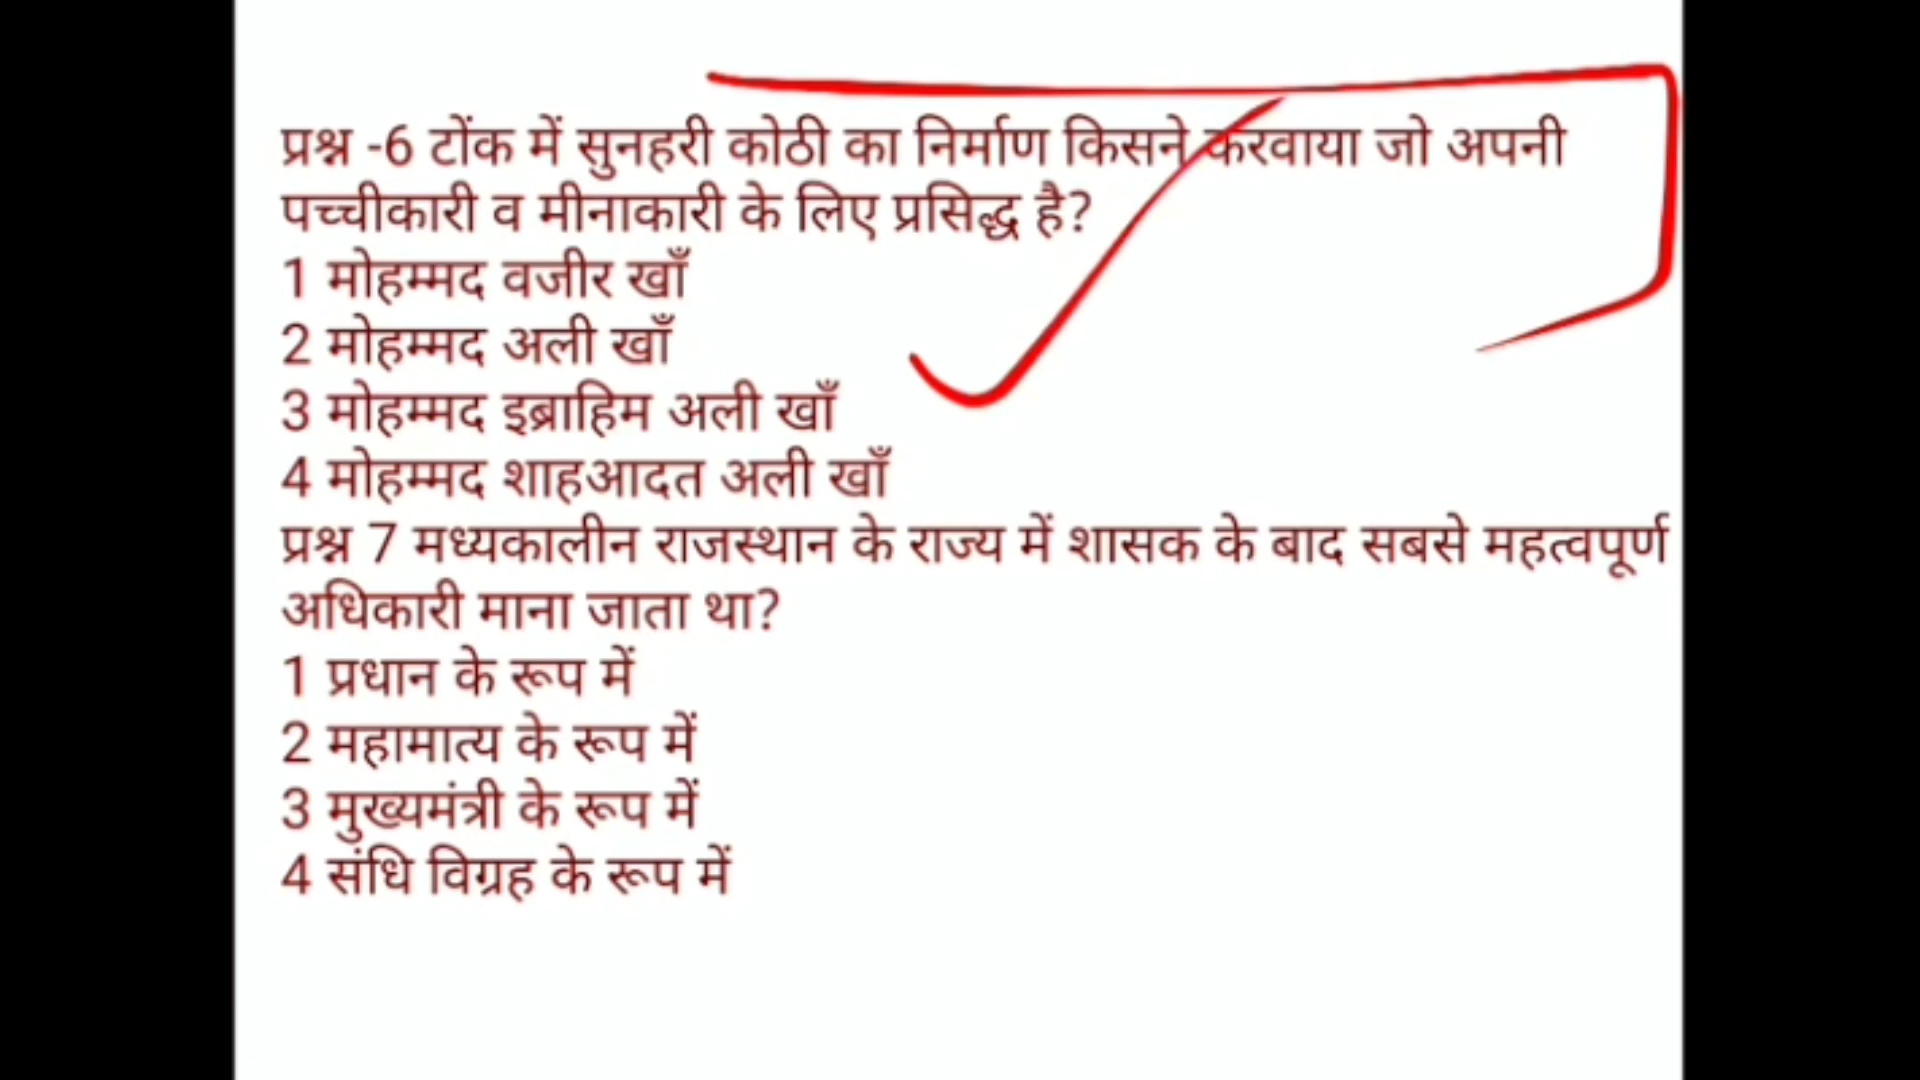 प्रश्न -6 टोंक में सुनहरी कोठी का निर्माण किसने करवाया जो अपनी
पच्चीकारी व मीनाकारी के लिए प्रसिद्ध है?
1 मोहम्मद वजीर खाँ
2 मोहम्मद अली खाँ
3 मोहम्मद इब्राहिम अली खाँ
4 मोहम्मद शाहआदत अली खाँ
प्रश्न 7 मध्यकालीन राजस्थान के राज्य में शासक के बाद सबसे महत्वपूर्ण
अधिकारी माना जाता था?
1 प्रधान के रूप में
2 महामात्य के रूप में
3 मुख्यमंत्री के रूप में
4 संधि विग्रह के रूप में